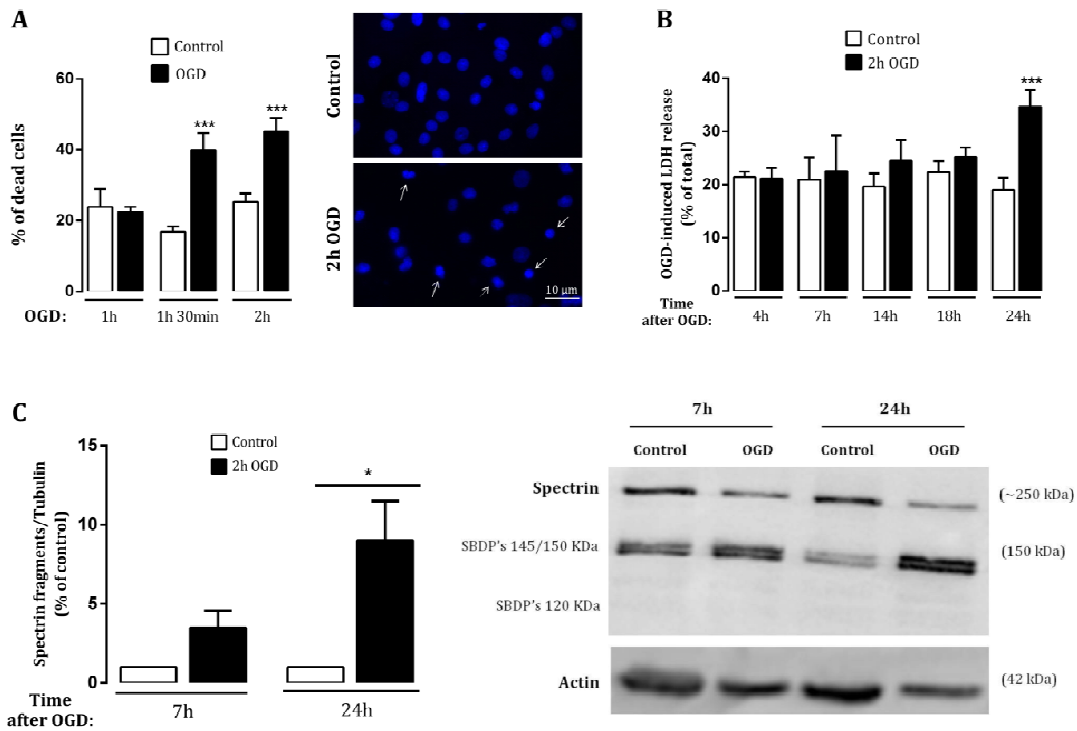 A
Control
OGD
% of dead cells
60
40
20
0
***
***
OGD:
1h
1h 30min
2h
Control
2h OGD
10 µm
B
Control
2h OGD
OGD-induced LDH release
(% of total)
40
30
20
10
0
***
Time
after OGD:
4h
7h
14h
18h
24h
C
Control
2h OGD
Spectrin fragments/Tubulin
(% of control)
15
10
5
0
*
Time
after OGD:
7h
24h
7h
24h
Control
OGD
Control
OGD
Spectrin
(~250 kDa)
SBDP's 145/150 KDa
(150 kDa)
SBDP's 120 KDa
Actin
(42 kDa)